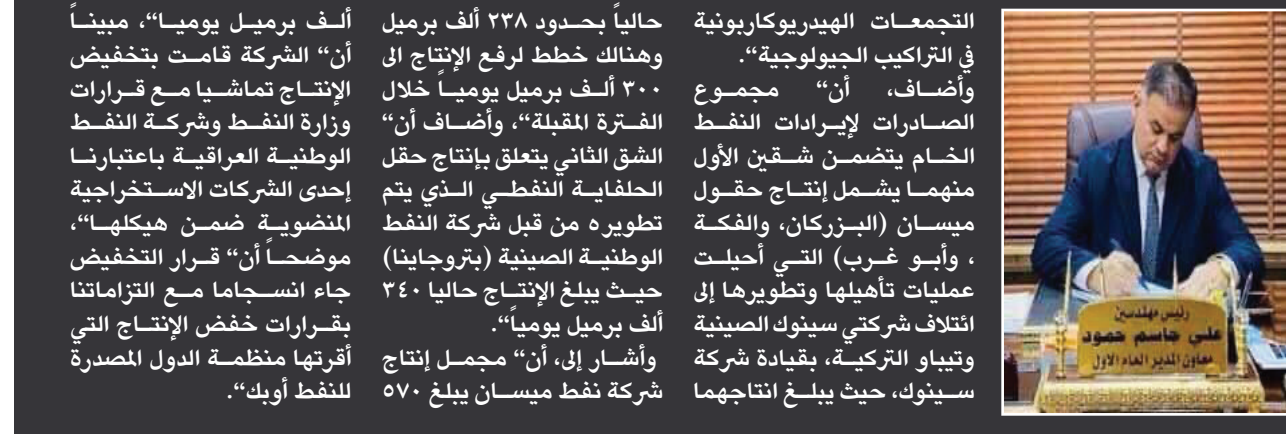 التجمعات الهيدريوكاربونية
في التراكيب الجيولوجية“.
وأضاف، أن“ مجموع
الصادرات لإيرادات النفط
الخام يتضمن شقين الأول
منهما يشمل إنتاج حقول
ميسان (البزركان، والفكة
، وأبو غرب) التي أحيلت
عمليات تأهيلها وتطويرها إلى
ائتلاف شركتي سينوك الصينية
وتيباو التركية، بقيادة شركة
سينوك، حيث يبلغ انتاجهما
حالياً بحدود ٢٣٨ ألف برميل
وهنالك خطط لرفع الإنتاج الى
٣٠٠ ألف برميل يومياً خلال
الفترة المقبلة“، وأضاف أن“
الشق الثاني يتعلق بإنتاج حقل
الحلفاية النفطي الذي يتم
تطويره من قبل شركة النفط
الوطنية الصينية (بتروجاينا)
حيث يبلغ الإنتاج حاليا ٣٤٠
ألف برميل يومياً“.
وأشار إلى، أن“ مجمل إنتاج
شركة نفط ميسان يبلغ ٥٧٠
ألف برميل يوميا“، مبيناً
أن“ الشركة قامت بتخفيض
الإنتاج تماشيا مع قرارات
وزارة النفط وشركة النفط
الوطنية العراقية باعتبارنا
إحدى الشركات الاستخراجية
المنضوية ضمن هيكلها“،
موضحاً أن“ قرار التخفيض
جاء انسجاما مع التزاماتنا
بقرارات خفض الإنتاج التي
أقرتها منظمة الدول المصدرة
للنفط أوبك“.
رئيس مهندسين
علي جاسم حمود
معاون المدير العام الاول